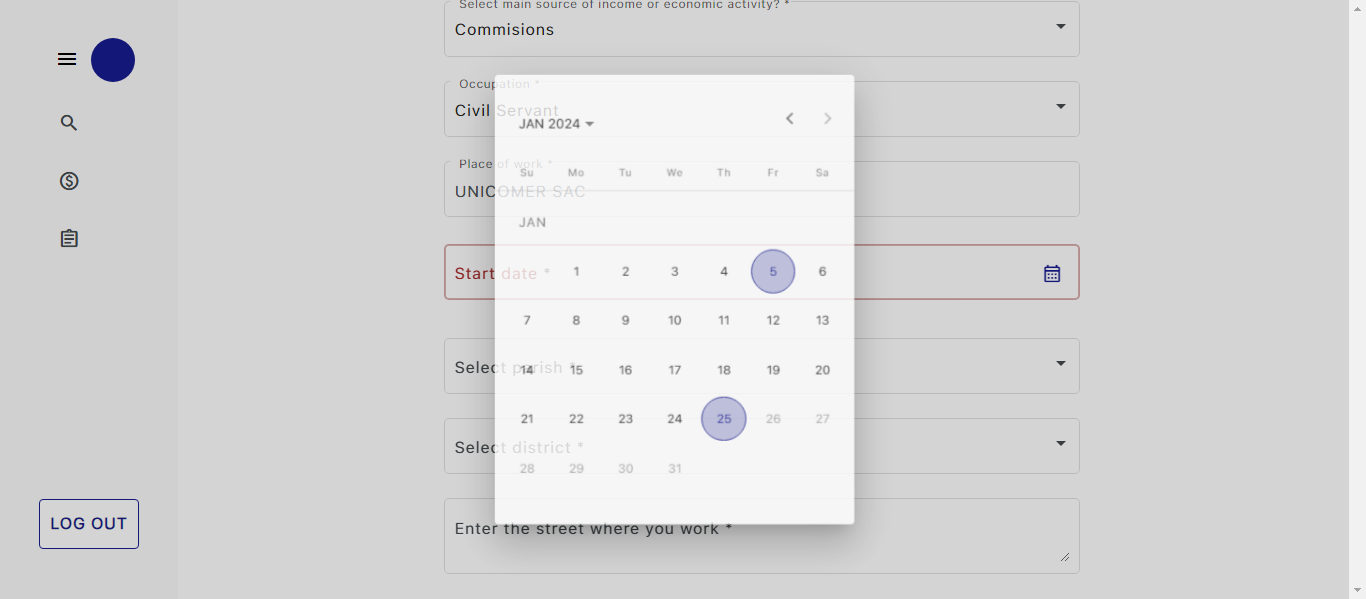 Select main source of income or economic activity? *
Commisions
Occupation *
Civil Servant
JAN 2024
Place of work *
Su Mo Tu We Th Fr Sa
UNICOMER SAC
JAN
Start date *
1 2 3 4 5 6
7 8 9 10 11 12 13
Select parish *
14 15 16 17 18 19 20
21 22 23 24 25 26 27
Select district *
28 29 30 31
Enter the street where you work *
LOG OUT